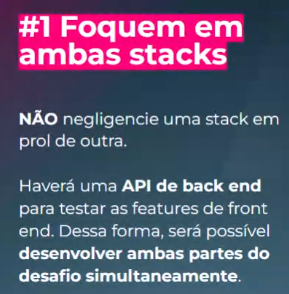 #1 Foquem em
ambas stacks
NÃO negligencie uma stack em
prol de outra.
Haverá uma API de back end
para testar as features de front
end. Dessa forma, será possível
desenvolver ambas partes do
desafio simultaneamente.